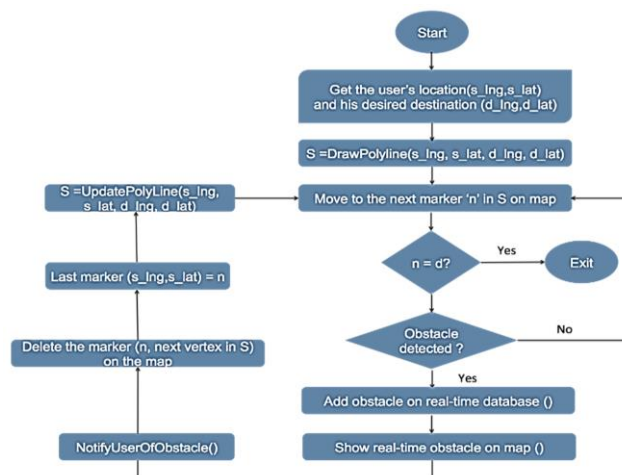 Start
Get the user's location(s_lng,s_lat)
and his desired destination (d_lng,d_lat)
S =DrawPolyline(s_lng, s_lat, d_lng, d_lat)
Move to the next marker 'n' in S on map
n = d?
Yes
Exit
Obstacle
detected ?
No
Yes
Add obstacle on real-time database ()
Show real-time obstacle on map ()
NotifyUserOfObstacle()
Delete the marker (n, next vertex in S)
on the map
Last marker (s_lng,s_lat) = n
S =UpdatePolyLine(s_lng,
s_lat, d_lng, d_lat)